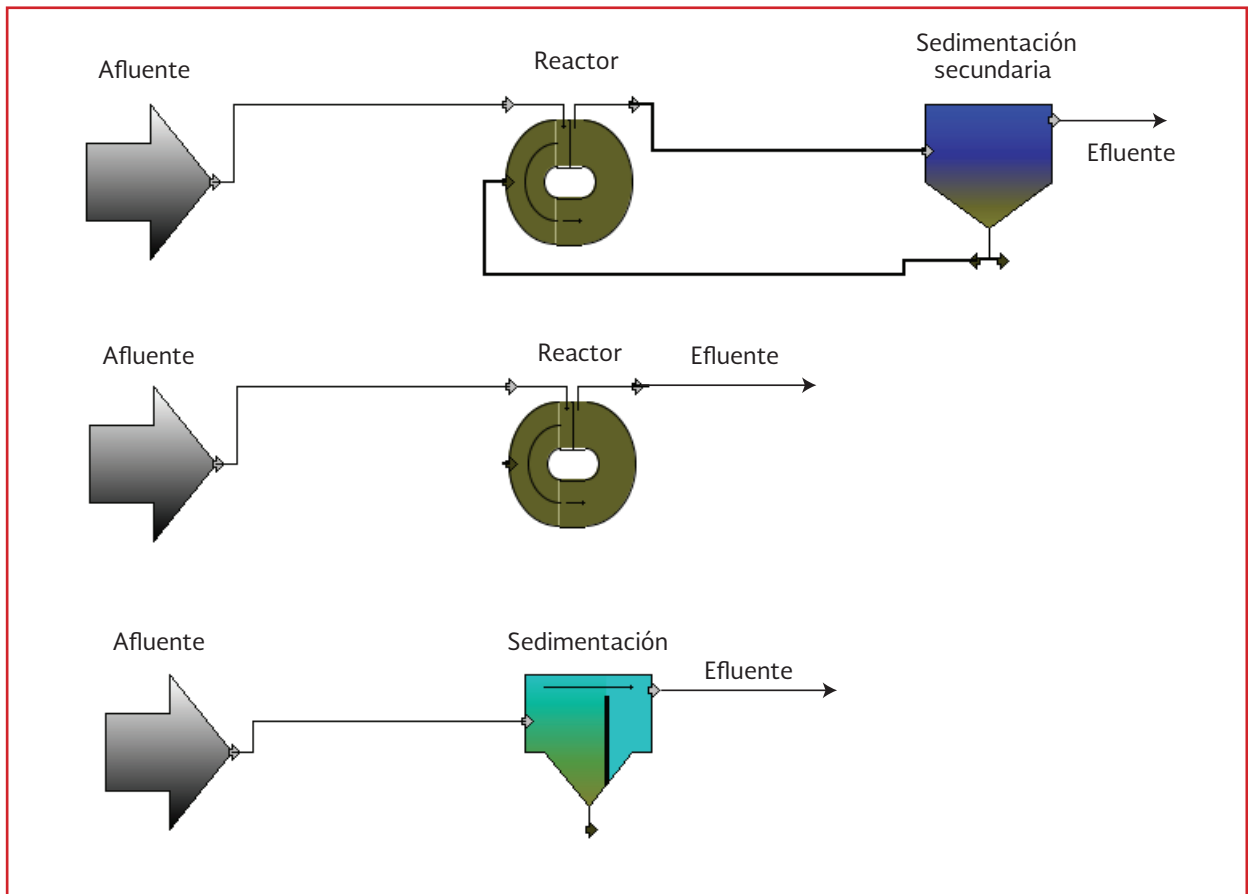 Afluente
Reactor
Sedimentación
secundaria
Efluente
Afluente
Reactor
Efluente
Afluente
Sedimentación
Efluente